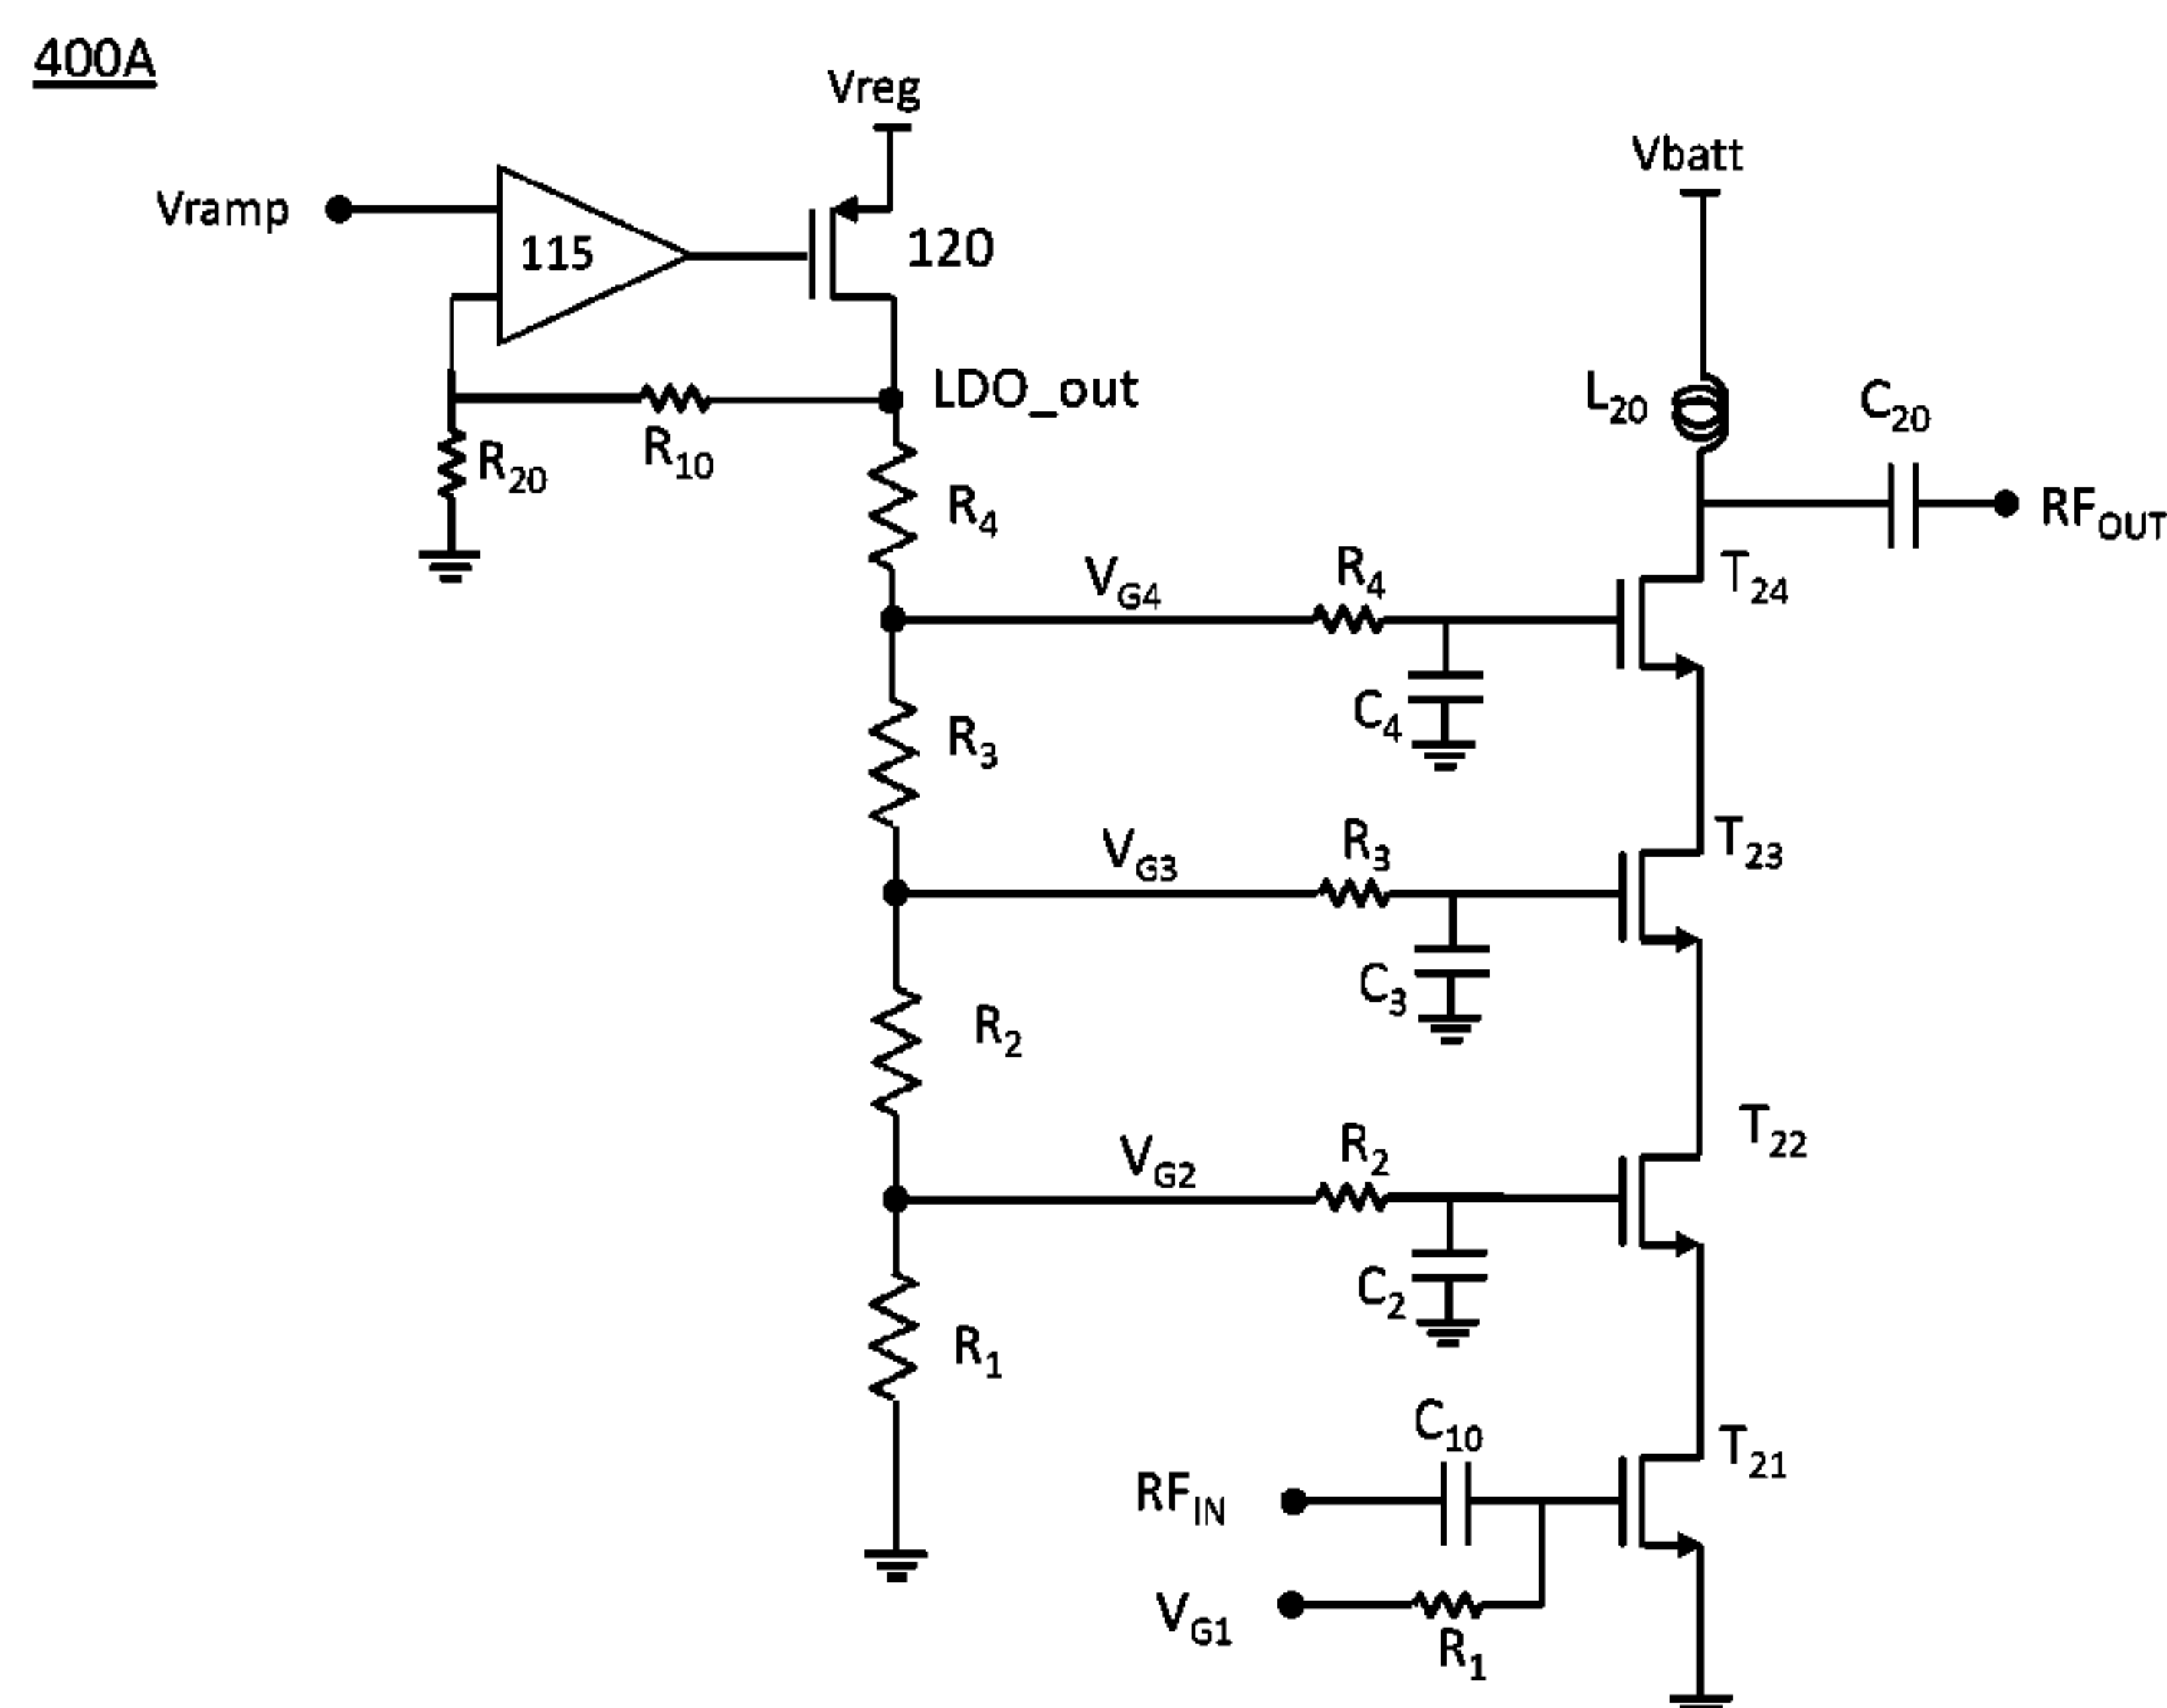 400A
Vreg
Vbatt
Vramp
115
120
LDO_out
L20
C20
R20
R10
R4
RFOUT
VG4
R4
T24
C4
R3
VG3
R3
T23
C3
R2
VG2
R2
T22
C2
R1
C10
T21
RFIN
VG1
R1